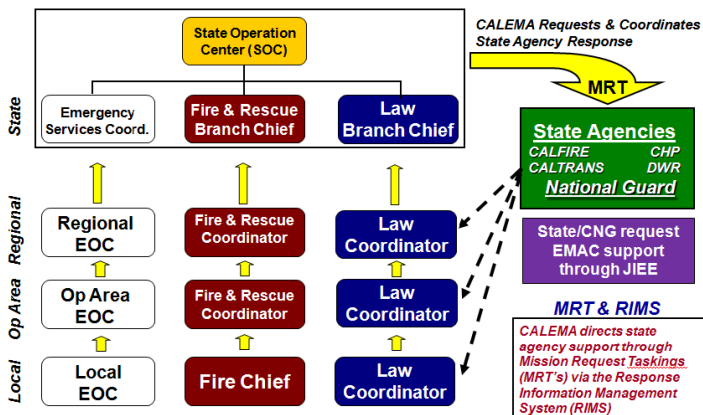 State Operation
Center (SOC)
CALEMA Requests & Coordinates
State Agency Response
MRT
State
Emergency
Services Coord.
Fire & Rescue
Branch Chief
Law
Branch Chief
State Agencies
CALFIRE CHP
CALTRANS DWR
National Guard
Regional
Regional
EOC
Fire & Rescue
Coordinator
Law
Coordinator
State/CNG request
EMAC support
through JIEE
Op Area
Op Area
EOC
Fire & Rescue
Coordinator
Law
Coordinator
MRT & RIMS
CALEMA directs state
agency support through
Mission Request Taskings
(MRT's) via the Response
Information Management
System (RIMS)
Local
Local
EOC
Fire Chief
Law
Coordinator